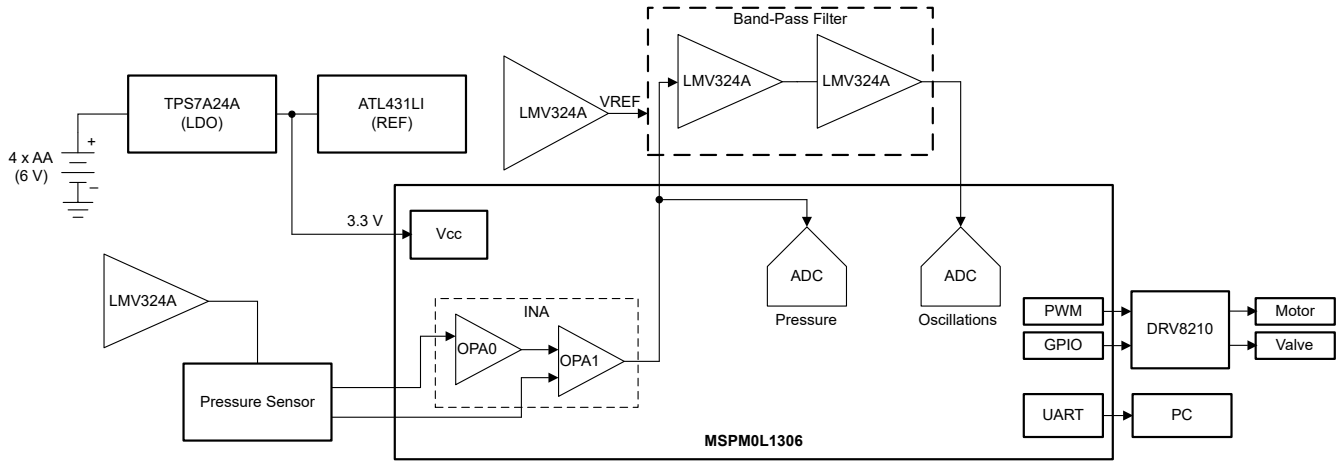 Band-Pass Filter
LMV324A
LMV324A
TPS7A24A
(LDO)
ATL431LI
(REF)
LMV324A
VREF
+
4 x AA
(6 V)
–
3.3 V
Vcc
LMV324A
INA
OPA0
OPA1
ADC
Pressure
ADC
Oscillations
PWM
GPIO
DRV8210
Motor
Valve
Pressure Sensor
UART
PC
MSPM0L1306